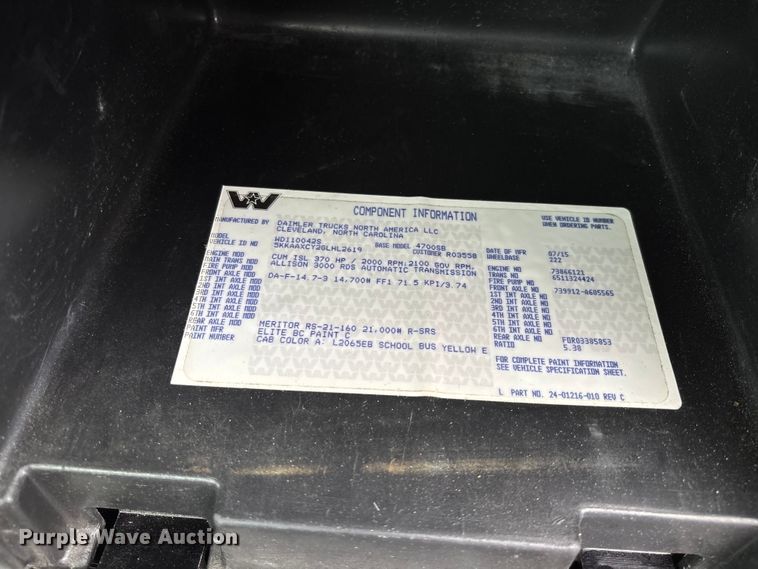 COMPONENT INFORMATION
USE VEHICLE NUMBER
WHEN ORDERING PARTS.
MANUFACTURED BY DAIMLER TRUCKS NORTH AMERICA LLC
CLEVELAND, NORTH CAROLINA
MODEL WD110042S BASE MODEL 4700SB DATE OF MFR 07/15
VEHICLE NO 5KKAAXCY2GLHL2619 CUSTOMER R0355B WHEELBASE 222
ENGINE MOD CUM ISL 370 HP / 2000 RPM;2100 GOV RPM, ENGINE NO 73866121
MAIN TRANS MOD ALLISON 3000 RDS AUTOMATIC TRANSMISSION TRANS NO 6511324424
FIRE PUMP MOD FIRE PUMP NO
FRONT AXLE MOD DA-F-14.7-3 14,700# FF1 71.5 KPI/3.74 FRONT AXLE NO 739912-A605565
1ST INT AXLE MOD 1ST INT AXLE NO
2ND INT AXLE MOD 2ND INT AXLE NO
3RD INT AXLE MOD 3RD INT AXLE NO
4TH INT AXLE MOD 4TH INT AXLE NO
5TH INT AXLE MOD 5TH INT AXLE NO
6TH INT AXLE MOD 6TH INT AXLE NO
REAR AXLE MOD MERITOR RS-21-160 21,000# R-SRS REAR AXLE NO FDR03385853
PAINT MFR ELITE BC PAINT C RATIO 5.38
PAINT NUMBER CAB COLOR A: L2065EB SCHOOL BUS YELLOW E
FOR COMPLETE PAINT INFORMATION
SEE VEHICLE SPECIFICATION SHEET.
L PART NO. 24-01216-010 REV C
Purple Wave Auction